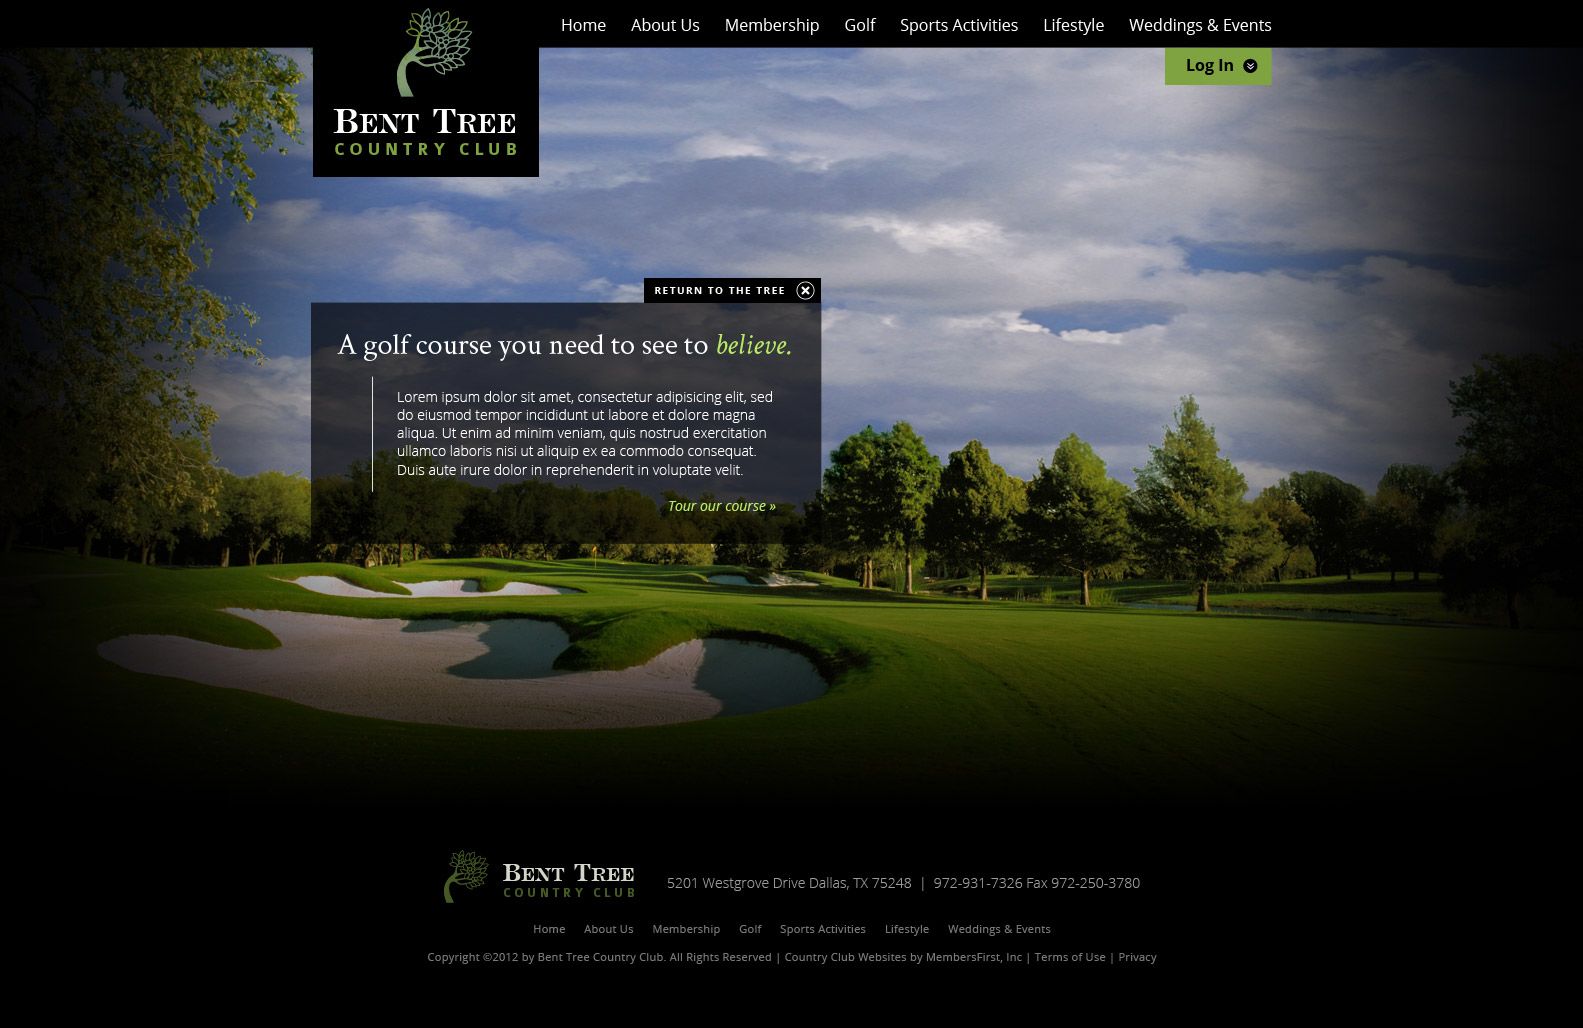 Home About Us Membership Golf Sports Activities Lifestyle Weddings & Events
Log In
BENT TREE
COUNTRY CLUB
RETURN TO THE TREE
A golf course you need to see to believe.
Lorem ipsum dolor sit amet, consectetur adipisicing elit, sed
do eiusmod tempor incididunt ut labore et dolore magna
aliqua. Ut enim ad minim veniam, quis nostrud exercitation
ullamco laboris nisi ut aliquip ex ea commodo consequat.
Duis aute irure dolor in reprehenderit in voluptate velit.
Tour our course »
BENT TREE
COUNTRY CLUB
5201 Westgrove Drive Dallas, TX 75248 | 972-931-7326 Fax 972-250-3780
Home About Us Membership Golf Sports Activities Lifestyle Weddings & Events
Copyright ©2012 by Bent Tree Country Club. All Rights Reserved | Country Club Websites by MembersFirst, Inc | Terms of Use | Privacy